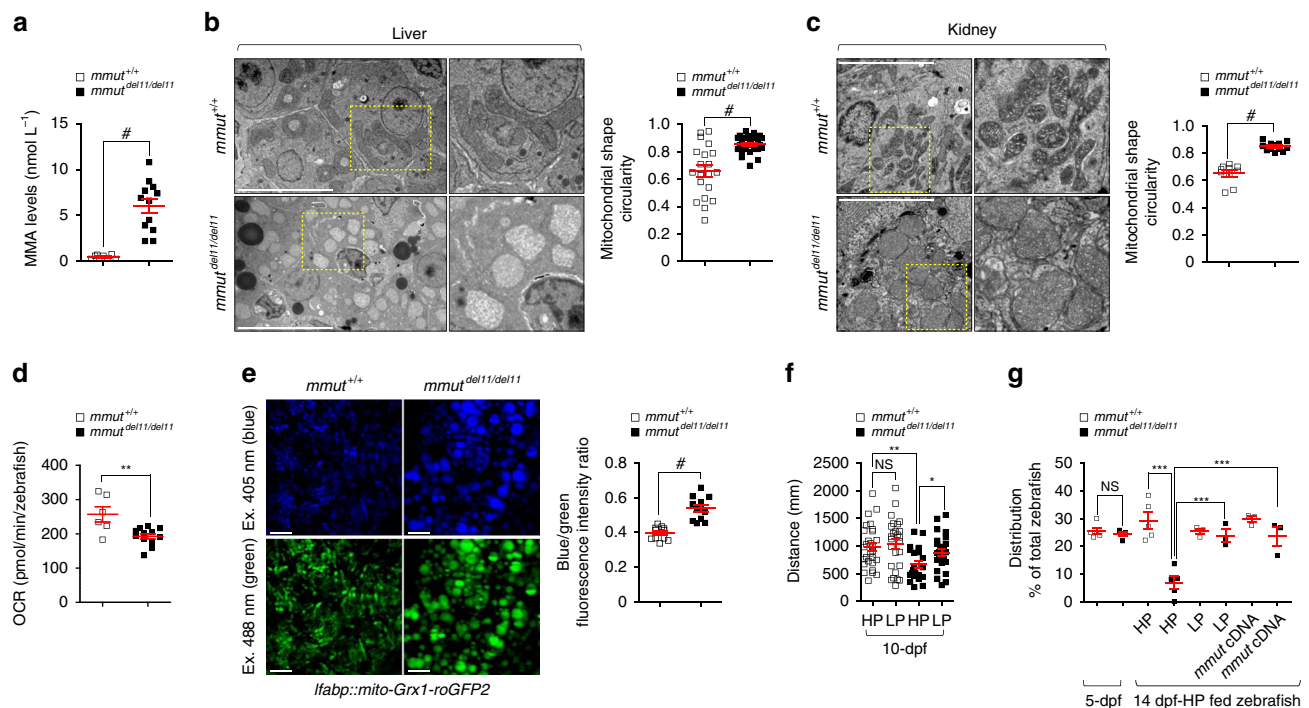 a
mmut+/+
mmutdel11/del11
MMA levels (nmol L−1)
15
10
5
0
#
b
Liver
mmut+/+
mmutdel11/del11
mmut+/+
mmutdel11/del11
Mitochondrial shape
circularity
1.0
0.8
0.6
0.4
0.2
0
#
c
Kidney
mmut+/+
mmutdel11/del11
mmut+/+
mmutdel11/del11
Mitochondrial shape
circularity
1.0
0.8
0.6
0.4
0.2
0
#
d
mmut+/+
mmutdel11/del11
OCR (pmol/min/zebrafish)
400
300
200
100
0
**
e
mmut+/+
mmutdel11/del11
Ex. 405 nm (blue)
Ex. 488 nm (green)
lfabp::mito-Grx1-roGFP2
mmut+/+
mmutdel11/del11
Blue/green
fluorescence intensity ratio
0.8
0.6
0.4
0.2
0
#
f
mmut+/+
mmutdel11/del11
Distance (mm)
2500
2000
1500
1000
500
0
**
NS
*
HP LP HP LP
10-dpf
g
mmut+/+
mmutdel11/del11
Distribution
% of total zebrafish
50
40
30
20
10
0
NS
***
***
***
HP
HP
LP
LP
mmut cDNA
mmut cDNA
5-dpf
14 dpf-HP fed zebrafish